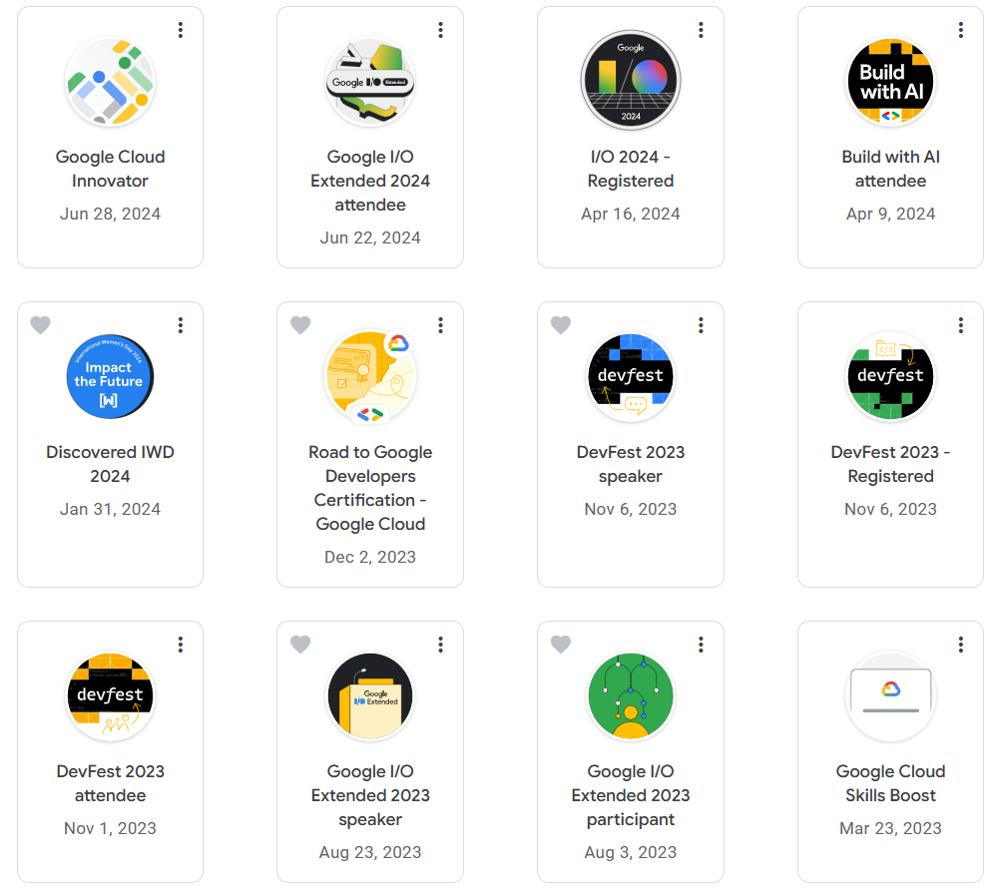 Google Cloud
Innovator
Jun 28, 2024
Google I/O Extended
Google I/O
Extended 2024
attendee
Jun 22, 2024
Google
2024
I/O 2024 -
Registered
Apr 16, 2024
Build
with AI
Build with AI
attendee
Apr 9, 2024
International Women's Day 2024
Impact
the Future
Discovered IWD
2024
Jan 31, 2024
Road to Google
Developers
Certification -
Google Cloud
Dec 2, 2023
devfest
DevFest 2023
speaker
Nov 6, 2023
devfest
DevFest 2023 -
Registered
Nov 6, 2023
devfest
DevFest 2023
attendee
Nov 1, 2023
Google
I/O Extended
Google I/O
Extended 2023
speaker
Aug 23, 2023
Google I/O
Extended 2023
participant
Aug 3, 2023
Google Cloud
Skills Boost
Mar 23, 2023